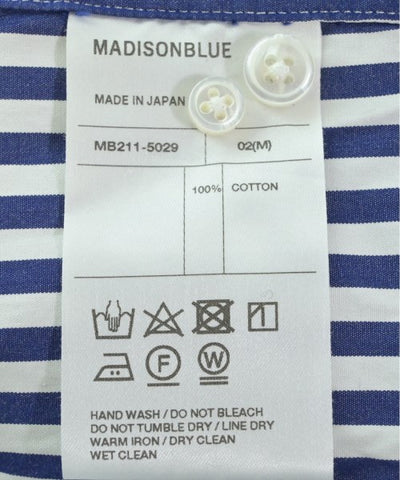 MADISONBLUE
MADE IN JAPAN
MB211-5029 02(M)
100% COTTON
F W
HAND WASH / DO NOT BLEACH
DO NOT TUMBLE DRY / LINE DRY
WARM IRON / DRY CLEAN
WET CLEAN